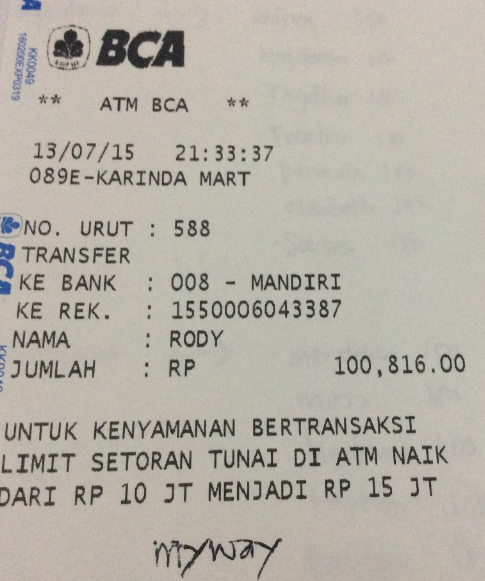 BCA
** ATM BCA **
13/07/15 21:33:37
089E-KARINDA MART
NO. URUT : 588
TRANSFER
KE BANK : 008 - MANDIRI
KE REK. : 1550006043387
NAMA : RODY
JUMLAH : RP 100,816.00
UNTUK KENYAMANAN BERTRANSAKSI
LIMIT SETORAN TUNAI DI ATM NAIK
DARI RP 10 JT MENJADI RP 15 JT
myway
KK0049
160200EXP0319
BCA